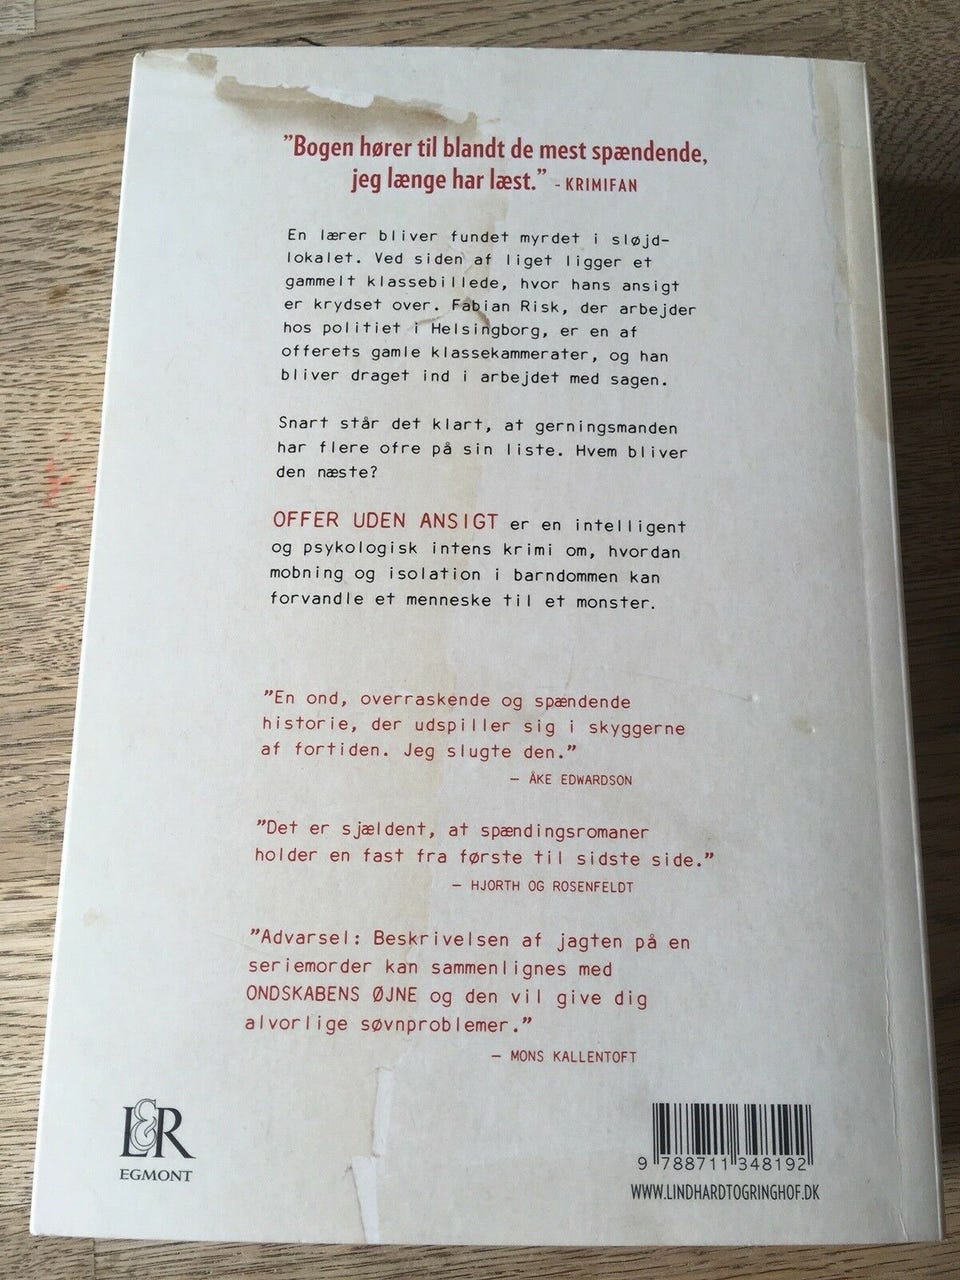 ”Bogen hører til blandt de mest spændende,
jeg længe har læst.” - KRIMIFAN
En lærer bliver fundet myrdet i sløjd-
lokalet. Ved siden af liget ligger et
gammelt klassebillede, hvor hans ansigt
er krydset over. Fabian Risk, der arbejder
hos politiet i Helsingborg, er en af
offerets gamle klassekammerater, og han
bliver draget ind i arbejdet med sagen.
Snart står det klart, at gerningsmanden
har flere ofre på sin liste. Hvem bliver
den næste?
OFFER UDEN ANSIGT er en intelligent
og psykologisk intens krimi om, hvordan
mobning og isolation i barndommen kan
forvandle et menneske til et monster.
”En ond, overraskende og spændende
historie, der udspiller sig i skyggerne
af fortiden. Jeg slugte den.”
– ÅKE EDWARDSON
”Det er sjældent, at spændingsromaner
holder en fast fra første til sidste side.”
– HJORTH OG ROSENFELDT
”Advarsel: Beskrivelsen af jagten på en
seriemorder kan sammenlignes med
ONDSKABENS ØJNE og den vil give dig
alvorlige søvnproblemer.”
– MONS KALLENTOFT
L&R
EGMONT
9 788711 348192
WWW.LINDHARDTOGRINGHOF.DK